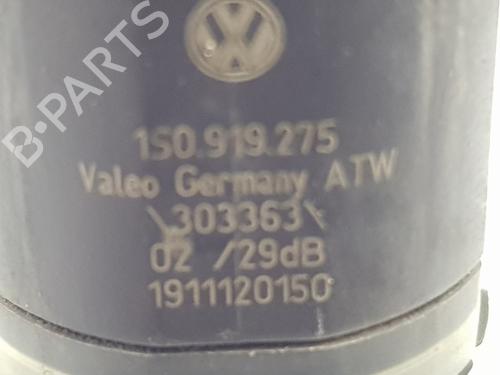 B-PARTS
1S0.919.275
Valeo Germany ATW
\303363\
02 /29dB
1911120150